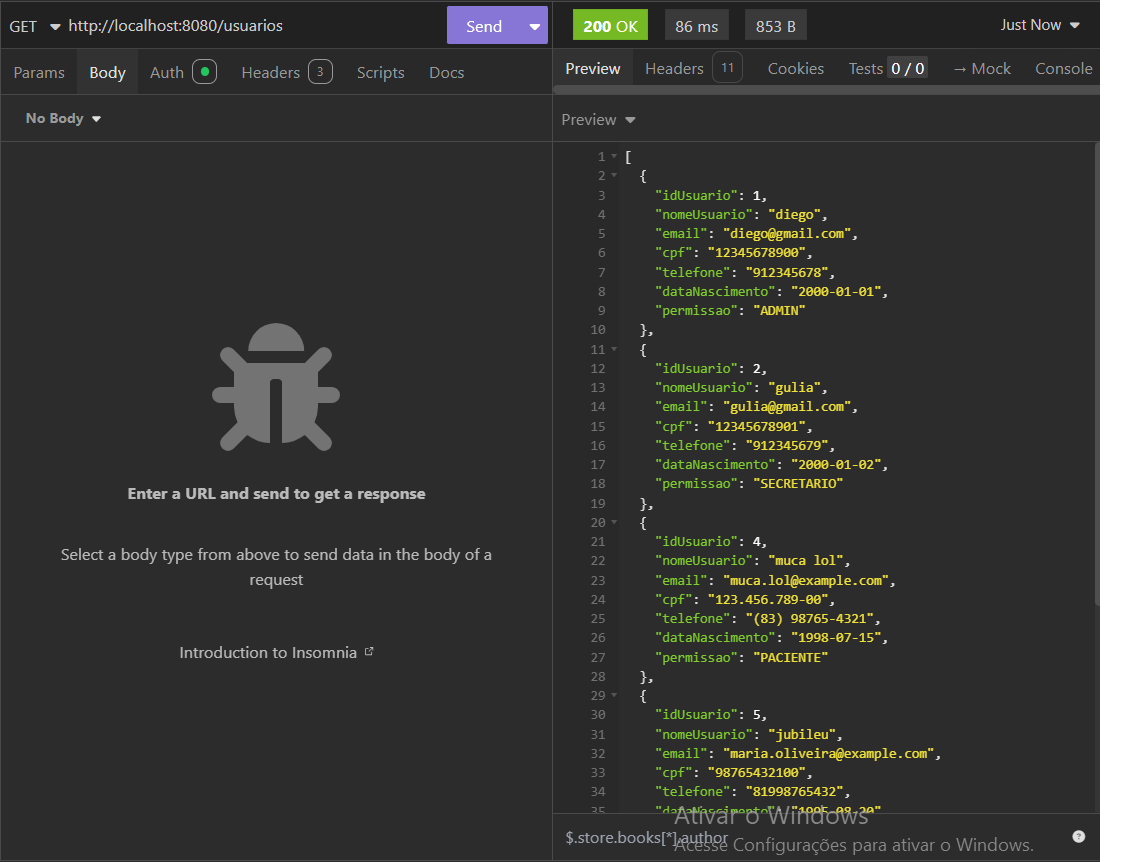 GET http://localhost:8080/usuarios Send
200 OK 86 ms 853 B Just Now
Params Body Auth Headers 3 Scripts Docs
Preview Headers 11 Cookies Tests 0 / 0 → Mock Console
No Body
Preview
Enter a URL and send to get a response
Select a body type from above to send data in the body of a
request
Introduction to Insomnia
1 [
2 {
3 "idUsuario": 1,
4 "nomeUsuario": "diego",
5 "email": "diego@gmail.com",
6 "cpf": "12345678900",
7 "telefone": "912345678",
8 "dataNascimento": "2000-01-01",
9 "permissao": "ADMIN"
10 },
11 {
12 "idUsuario": 2,
13 "nomeUsuario": "gulia",
14 "email": "gulia@gmail.com",
15 "cpf": "12345678901",
16 "telefone": "912345679",
17 "dataNascimento": "2000-01-02",
18 "permissao": "SECRETARIO"
19 },
20 {
21 "idUsuario": 4,
22 "nomeUsuario": "muca lol",
23 "email": "muca.lol@example.com",
24 "cpf": "123.456.789-00",
25 "telefone": "(83) 98765-4321",
26 "dataNascimento": "1998-07-15",
27 "permissao": "PACIENTE"
28 },
29 {
30 "idUsuario": 5,
31 "nomeUsuario": "jubileu",
32 "email": "maria.oliveira@example.com",
33 "cpf": "98765432100",
34 "telefone": "81998765432",
35 "dataNascimento": "1995-08-20"
Ativar o Windows
$.store.books[*].author
Acesse Configurações para ativar o Windows.